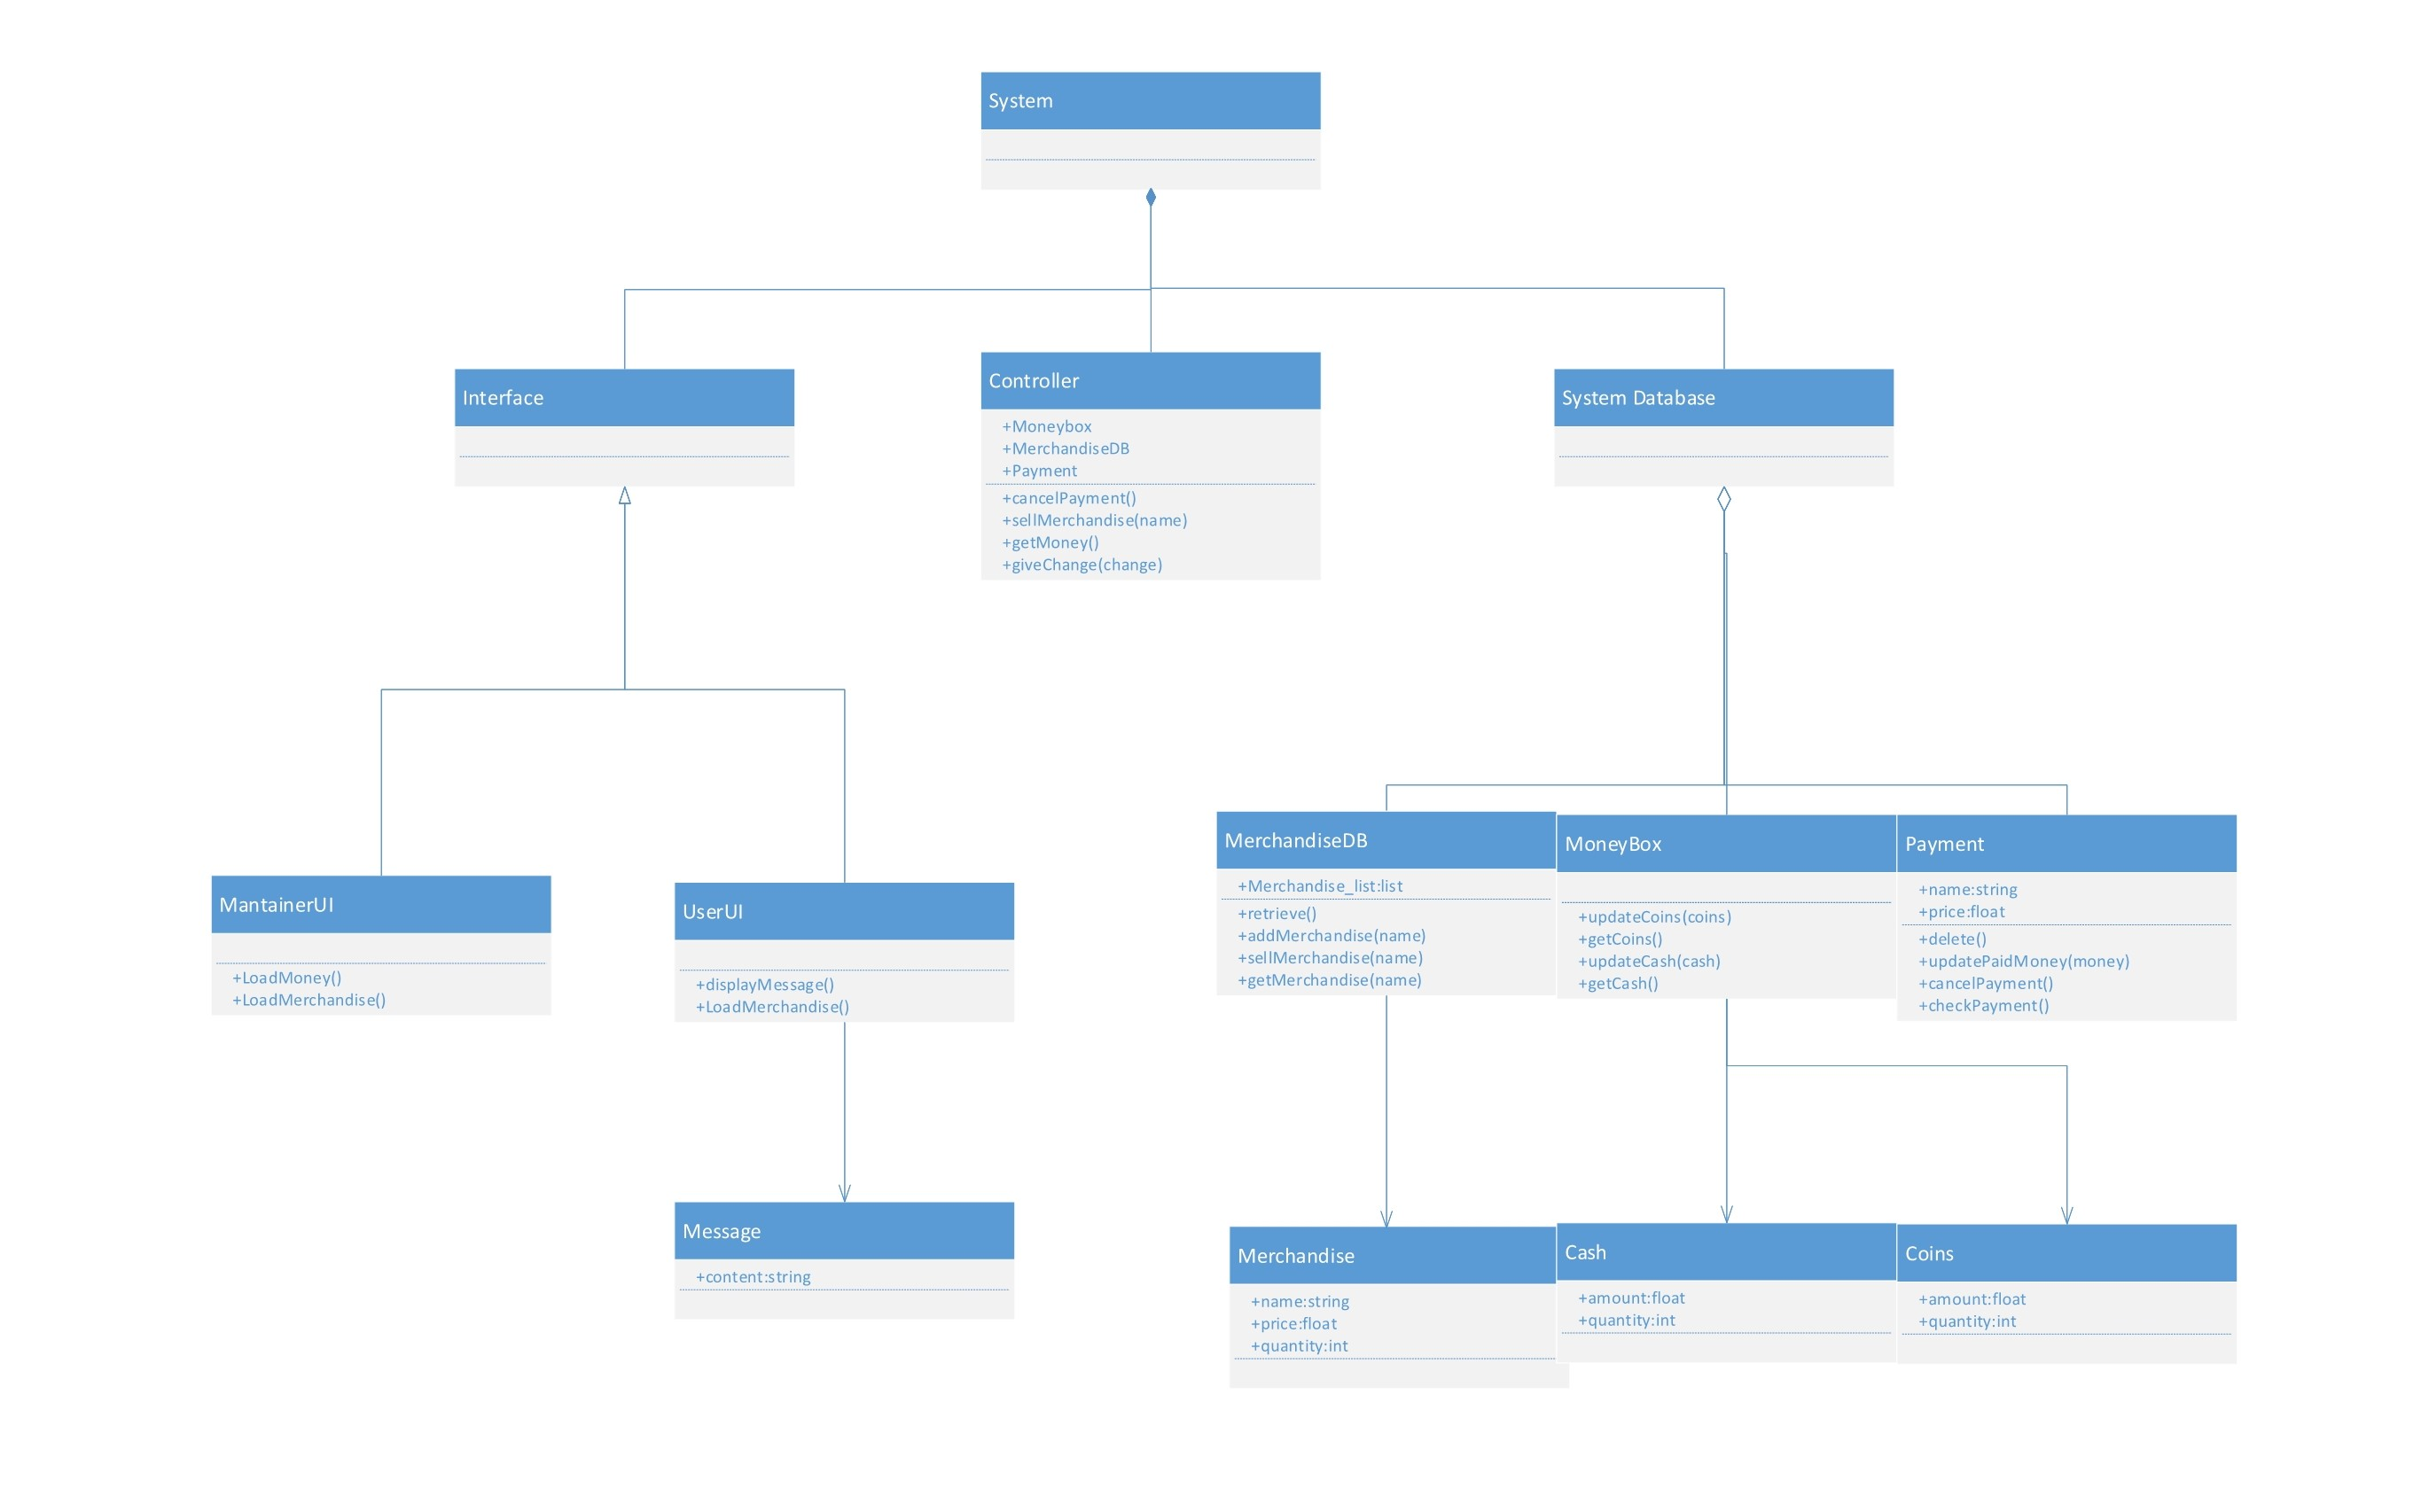 System
Interface
Controller
+Moneybox
+MerchandiseDB
+Payment
+cancelPayment()
+sellMerchandise(name)
+getMoney()
+giveChange(change)
System Database
MantainerUI
+LoadMoney()
+LoadMerchandise()
UserUI
+displayMessage()
+LoadMerchandise()
MerchandiseDB
+Merchandise_list:list
+retrieve()
+addMerchandise(name)
+sellMerchandise(name)
+getMerchandise(name)
MoneyBox
+updateCoins(coins)
+getCoins()
+updateCash(cash)
+getCash()
Payment
+name:string
+price:float
+delete()
+updatePaidMoney(money)
+cancelPayment()
+checkPayment()
Message
+content:string
Merchandise
+name:string
+price:float
+quantity:int
Cash
+amount:float
+quantity:int
Coins
+amount:float
+quantity:int